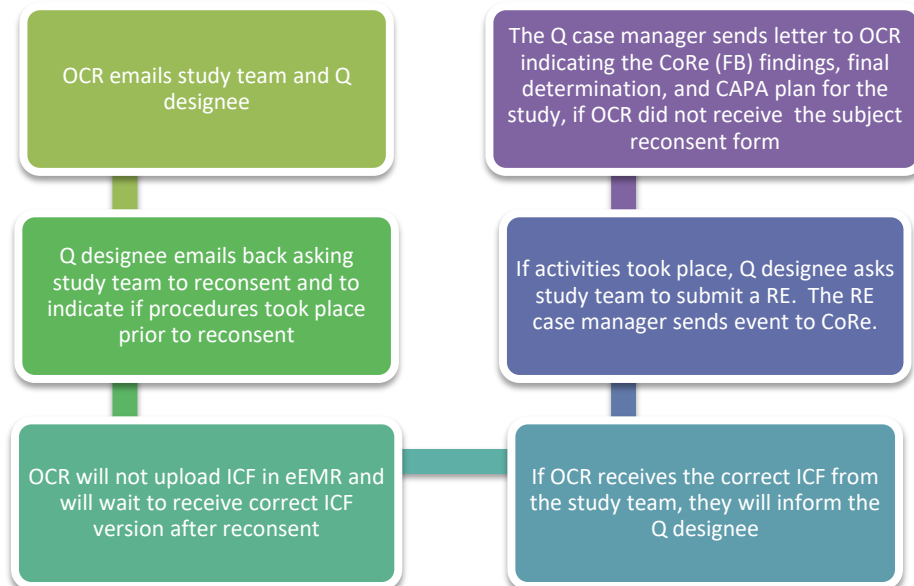 OCR emails study team and Q
designee
Q designee emails back asking
study team to reconsent and to
indicate if procedures took place
prior to reconsent
OCR will not upload ICF in eEMR and
will wait to receive correct ICF
version after reconsent
If OCR receives the correct ICF from
the study team, they will inform the
Q designee
If activities took place, Q designee asks
study team to submit a RE.  The RE
case manager sends event to CoRe.
The Q case manager sends letter to OCR
indicating the CoRe (FB) findings, final
determination, and CAPA plan for the
study, if OCR did not receive  the subject
reconsent form